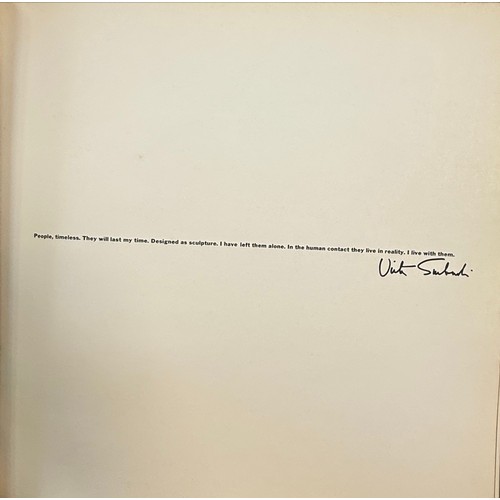 People, timeless. They will last my time. Designed as sculpture. I have left them alone. In the human contact they live in reality. I live with them.